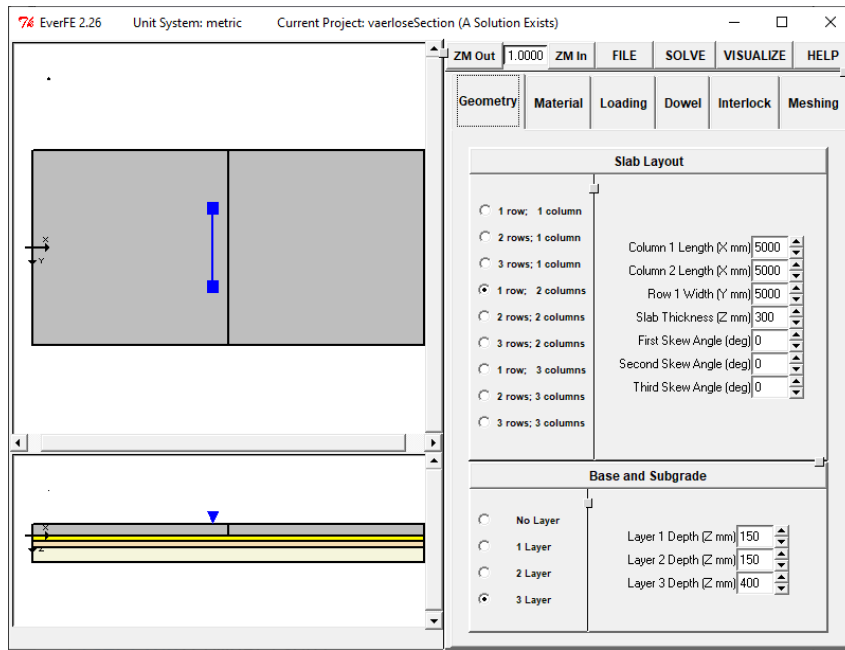 EverFE 2.26 Unit System: metric Current Project: vaerloseSection (A Solution Exists)
ZM Out 1.0000 ZM In FILE SOLVE VISUALIZE HELP
Geometry Material Loading Dowel Interlock Meshing
Slab Layout
1 row; 1 column
2 rows; 1 column
3 rows; 1 column
1 row; 2 columns
2 rows; 2 columns
3 rows; 2 columns
1 row; 3 columns
2 rows; 3 columns
3 rows; 3 columns
Column 1 Length (X mm) 5000
Column 2 Length (X mm) 5000
Row 1 Width (Y mm) 5000
Slab Thickness (Z mm) 300
First Skew Angle (deg) 0
Second Skew Angle (deg) 0
Third Skew Angle (deg) 0
X
Y
Base and Subgrade
No Layer
1 Layer
2 Layer
3 Layer
Layer 1 Depth (Z mm) 150
Layer 2 Depth (Z mm) 150
Layer 3 Depth (Z mm) 400
X
Z